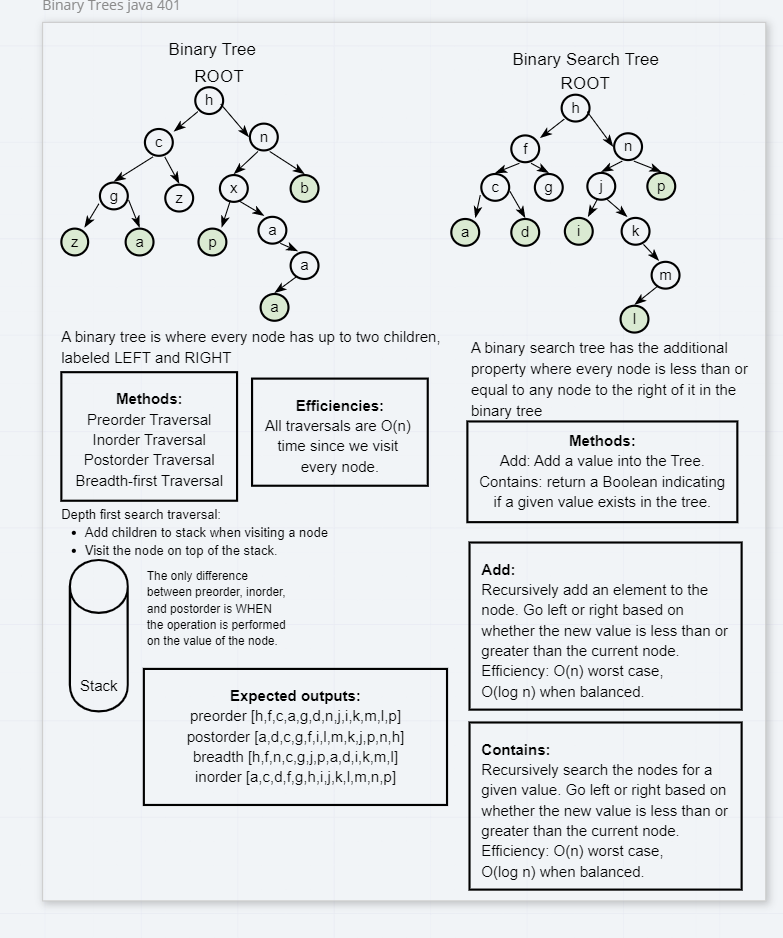 Binary Trees java 401
Binary Tree
ROOT
h
c
n
g
z
x
b
z
a
p
a
a
a
A binary tree is where every node has up to two children,
labeled LEFT and RIGHT
Methods:
Preorder Traversal
Inorder Traversal
Postorder Traversal
Breadth-first Traversal
Efficiencies:
All traversals are O(n)
time since we visit
every node.
Depth first search traversal:
• Add children to stack when visiting a node
• Visit the node on top of the stack.
Stack
The only difference
between preorder, inorder,
and postorder is WHEN
the operation is performed
on the value of the node.
Expected outputs:
preorder [h,f,c,a,g,d,n,j,i,k,m,l,p]
postorder [a,d,c,g,f,i,l,m,k,j,p,n,h]
breadth [h,f,n,c,g,j,p,a,d,i,k,m,l]
inorder [a,c,d,f,g,h,i,j,k,l,m,n,p]
Binary Search Tree
ROOT
h
f
n
c
g
j
p
a
d
i
k
m
l
A binary search tree has the additional
property where every node is less than or
equal to any node to the right of it in the
binary tree
Methods:
Add: Add a value into the Tree.
Contains: return a Boolean indicating
if a given value exists in the tree.
Add:
Recursively add an element to the
node. Go left or right based on
whether the new value is less than or
greater than the current node.
Efficiency: O(n) worst case,
O(log n) when balanced.
Contains:
Recursively search the nodes for a
given value. Go left or right based on
whether the new value is less than or
greater than the current node.
Efficiency: O(n) worst case,
O(log n) when balanced.